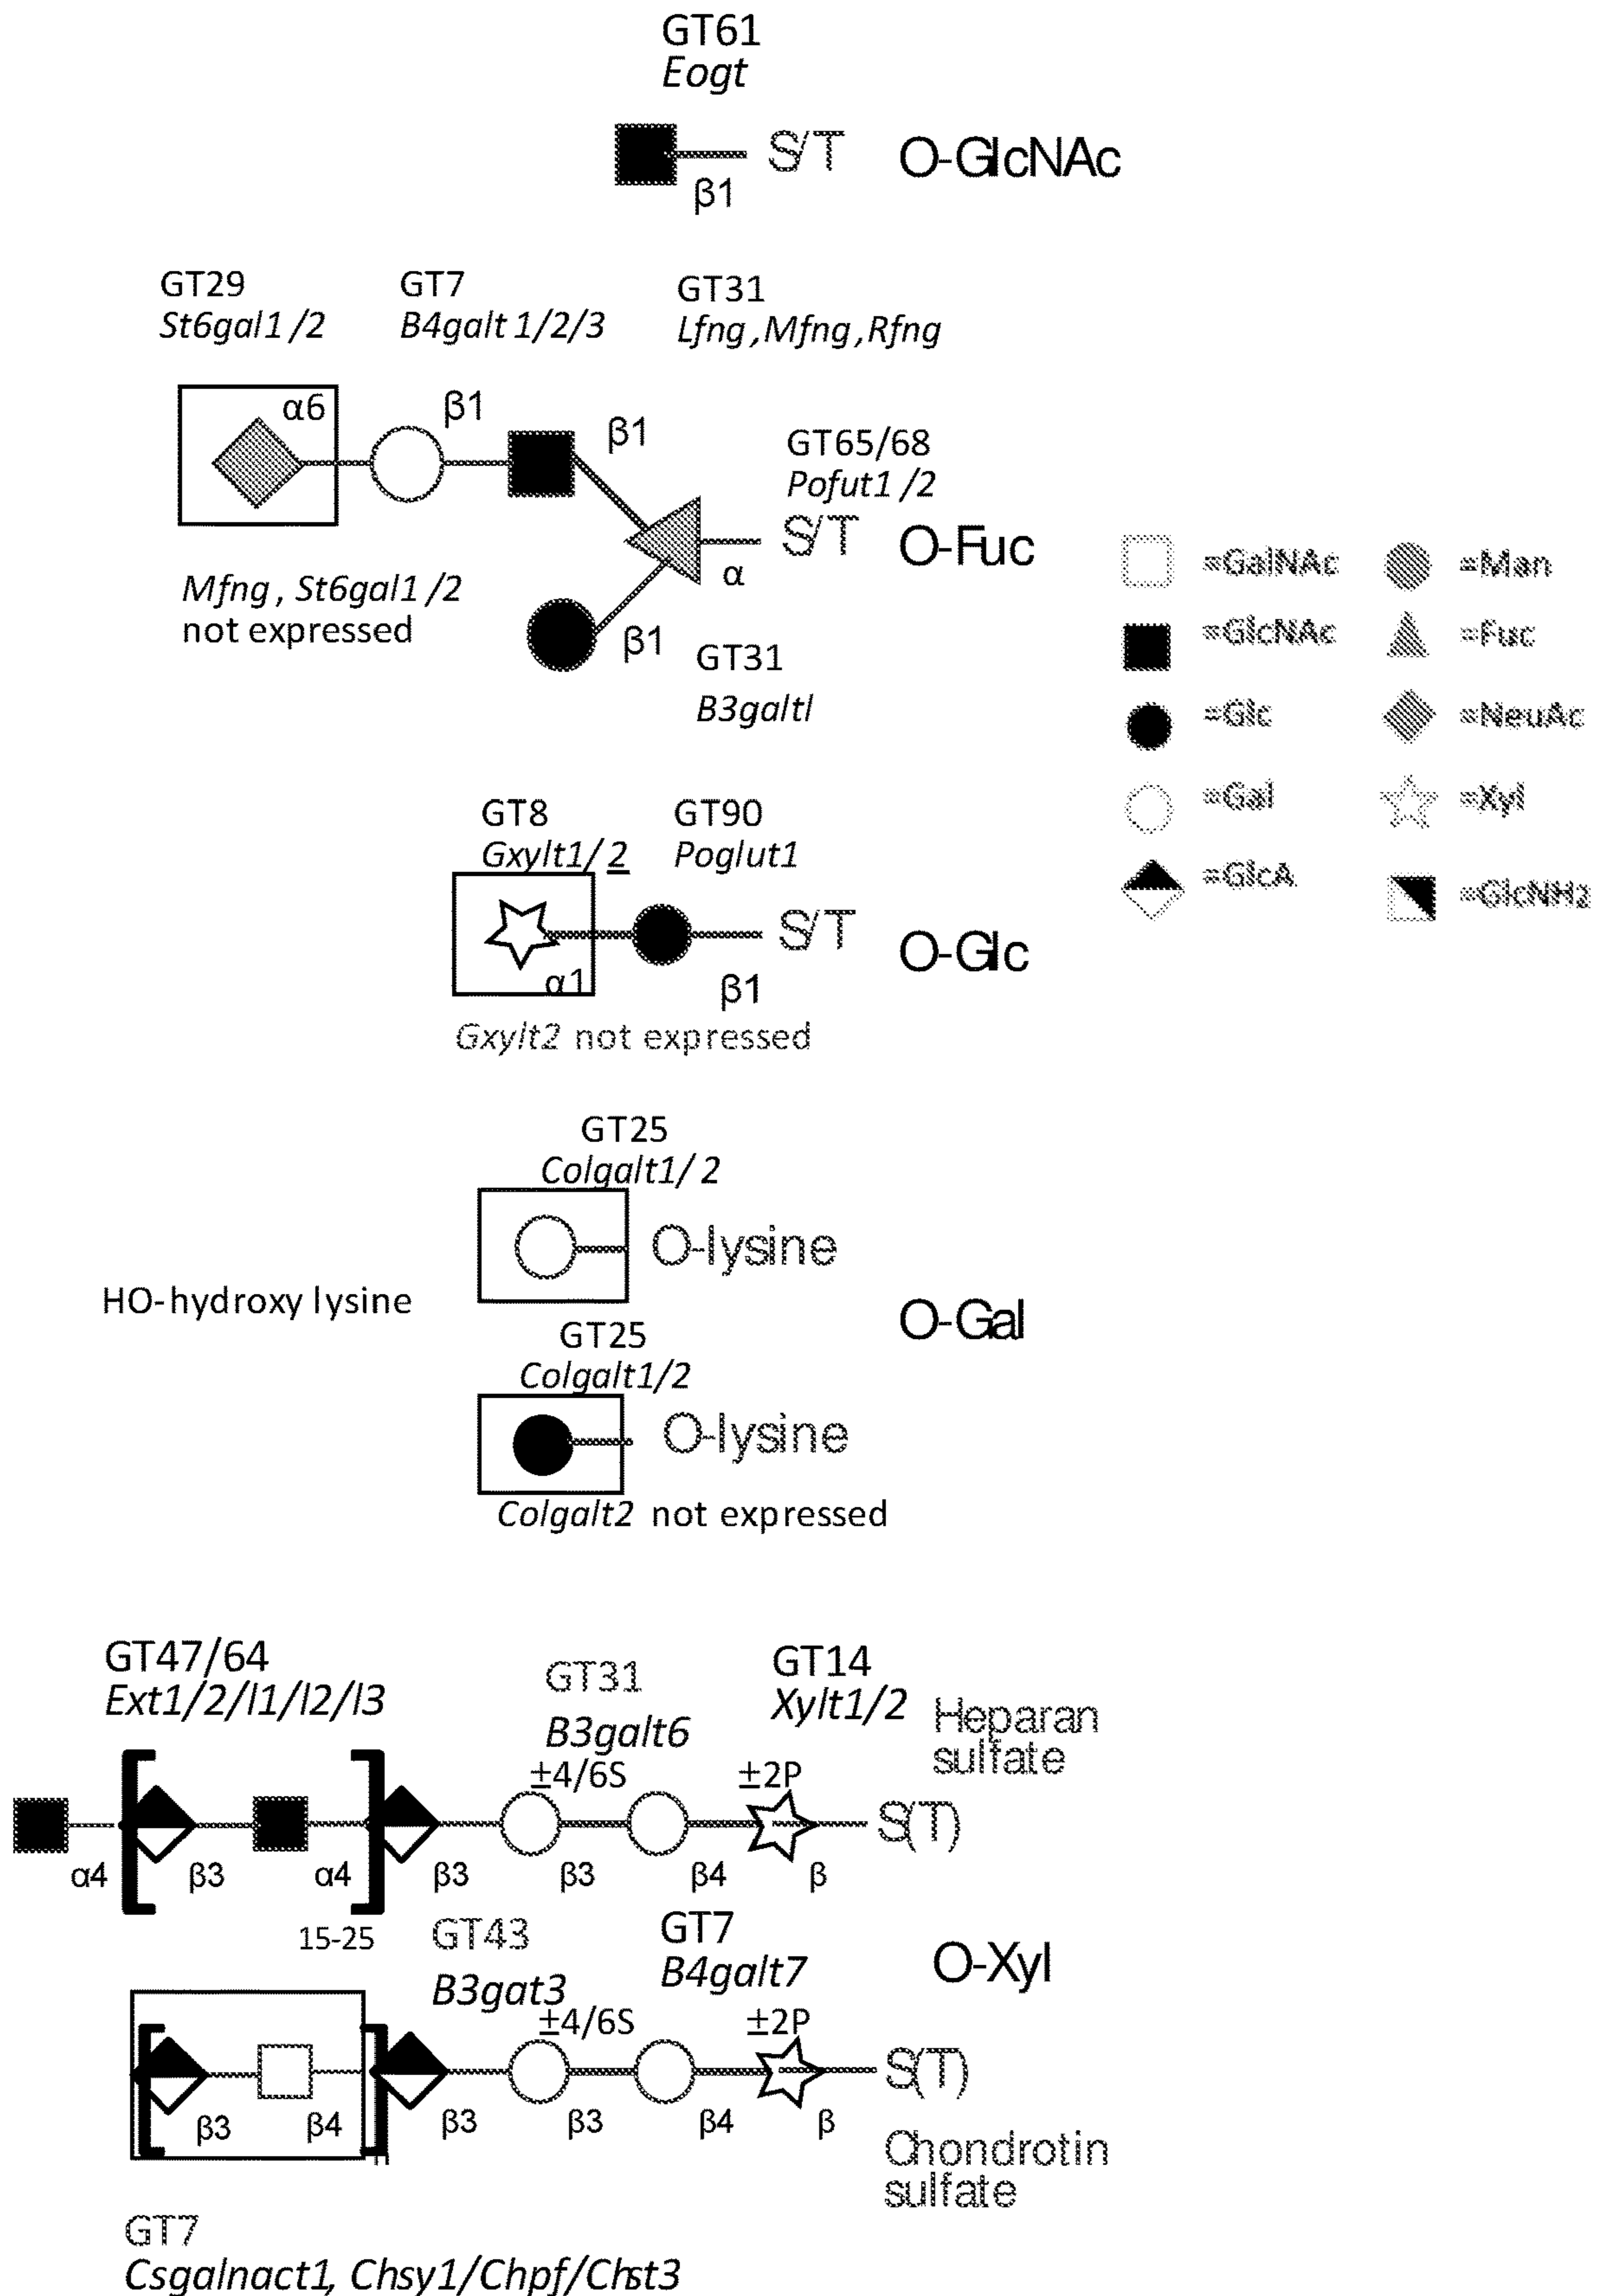 GT61
Eogt
S/T O-GlcNAc
β1
GT29 GT7 GT31
St6gal1/2 B4galt 1/2/3 Lfng,Mfng,Rfng
α6 β1 β1
GT65/68
Pofut1/2
S/T O-Fuc
α
Mfng, St6gal1/2
not expressed
β1 GT31
B3galtl
=GalNAc =Man
=GlcNAc =Fuc
=Glc =NeuAc
=Gal =Xyl
=GlcA =GlcNH2
GT8 GT90
Gxylt1/2 Poglut1
S/T O-Glc
α1 β1
Gxylt2 not expressed
GT25
Colgalt1/2
O-lysine
HO-hydroxy lysine
O-Gal
GT25
Colgalt1/2
O-lysine
Colgalt2 not expressed
GT47/64 GT31 GT14
Ext1/2/l1/l2/l3 B3galt6 Xylt1/2
Heparan
sulfate
±4/6S ±2P
S(T)
α4 β3 α4 β3 β3 β4 β
15-25 GT43 GT7
B3gat3 B4galt7
O-Xyl
±4/6S ±2P
S(T)
β3 β4 β3 β3 β4 β
n
Chondrotin
sulfate
GT7
Csgalnact1, Chsy1/Chpf/Chst3